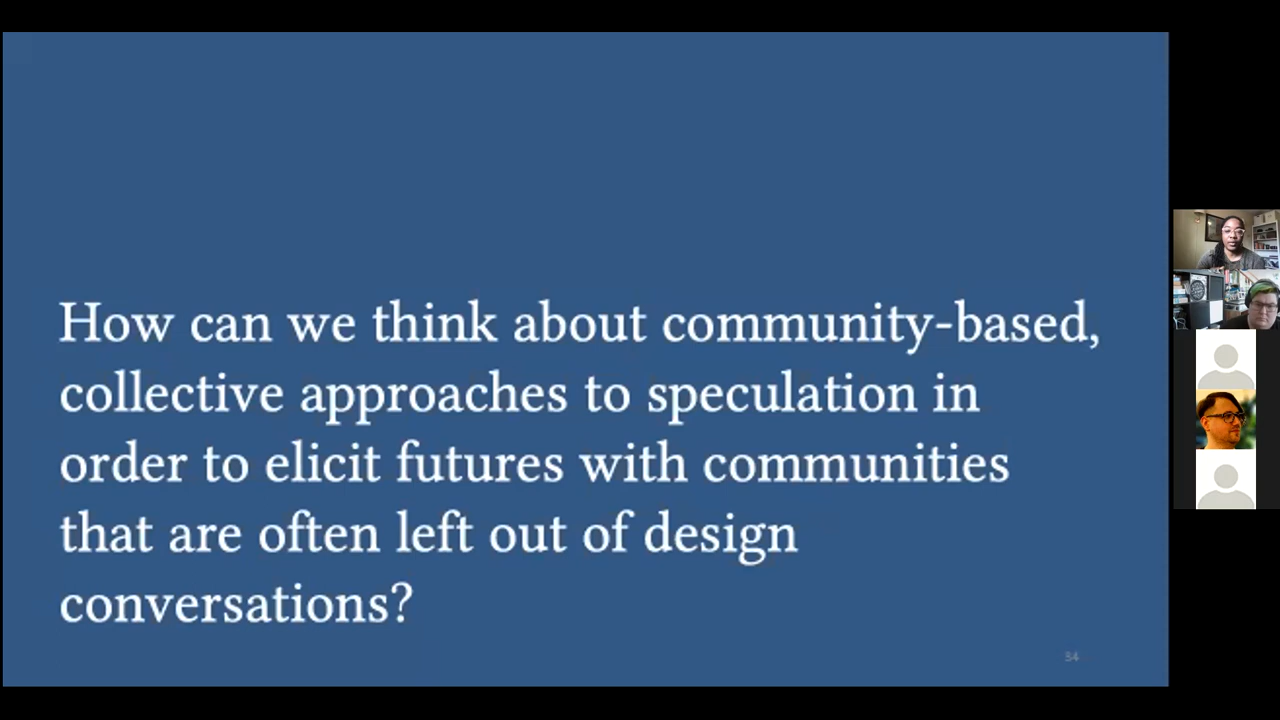 How can we think about community-based,
collective approaches to speculation in
order to elicit futures with communities
that are often left out of design
conversations?
34